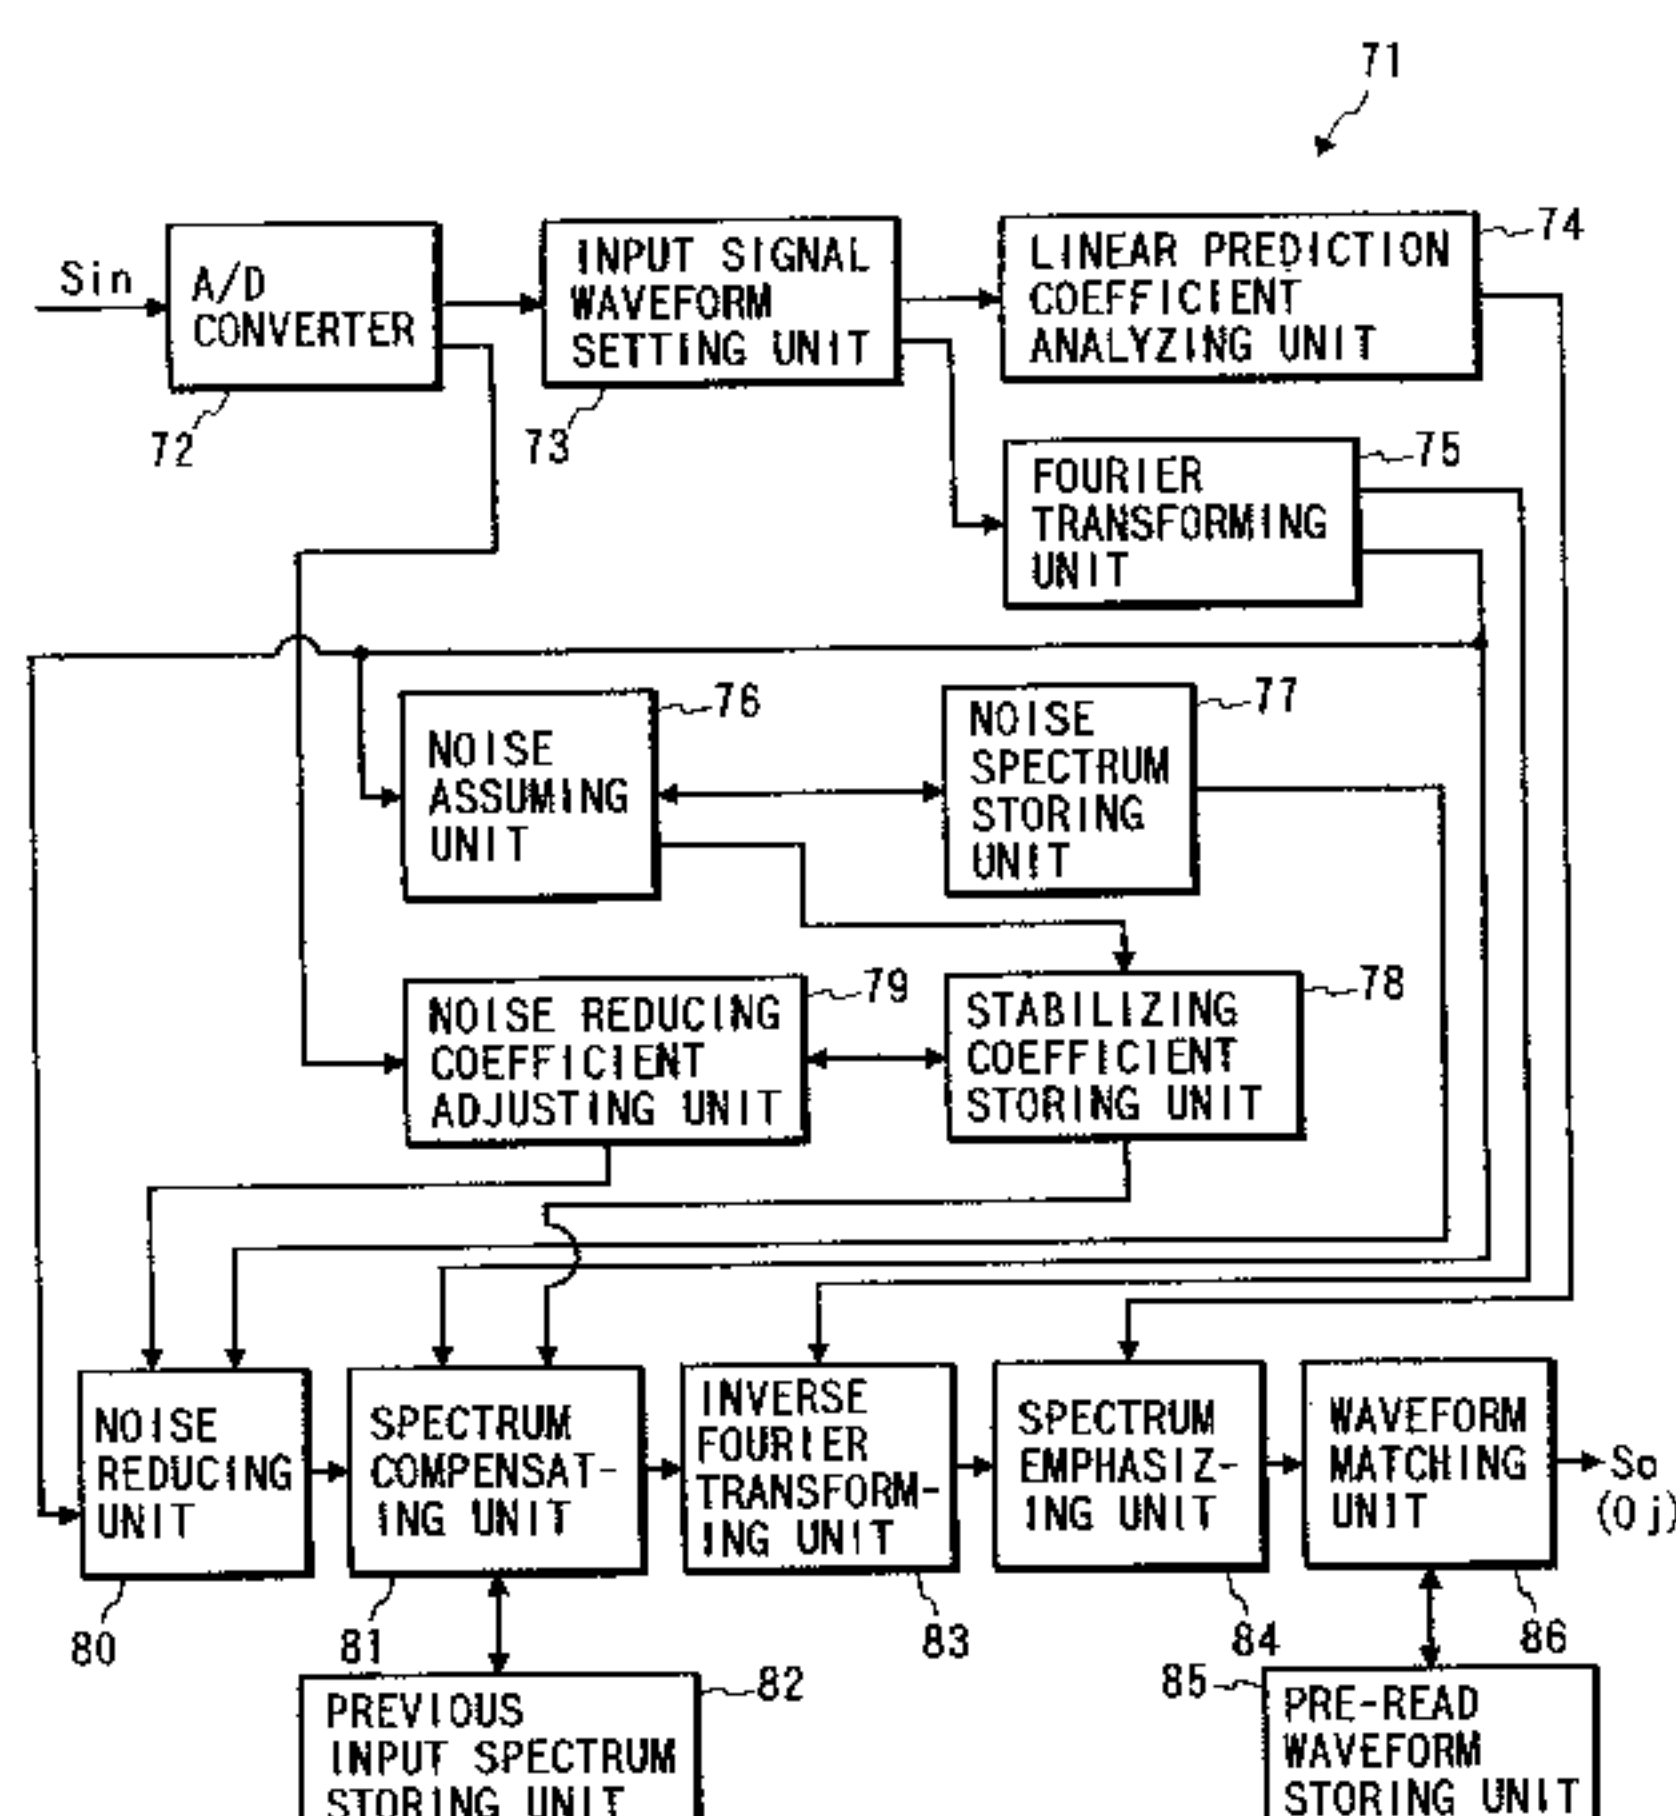 71
Sin
A/D
CONVERTER
72
INPUT SIGNAL
WAVEFORM
SETTING UNIT
73
LINEAR PREDICTION
COEFFICIENT
ANALYZING UNIT
74
FOURIER
TRANSFORMING
UNIT
75
NOISE
ASSUMING
UNIT
76
NOISE
SPECTRUM
STORING
UNIT
77
NOISE REDUCING
COEFFICIENT
ADJUSTING UNIT
79
STABILIZING
COEFFICIENT
STORING UNIT
78
NOISE
REDUCING
UNIT
80
SPECTRUM
COMPENSAT-
ING UNIT
81
INVERSE
FOURIER
TRANSFORM-
ING UNIT
83
SPECTRUM
EMPHASIZ-
ING UNIT
84
WAVEFORM
MATCHING
UNIT
86
So
(Oj)
PREVIOUS
INPUT SPECTRUM
STORING UNIT
82
85
PRE-READ
WAVEFORM
STORING UNIT